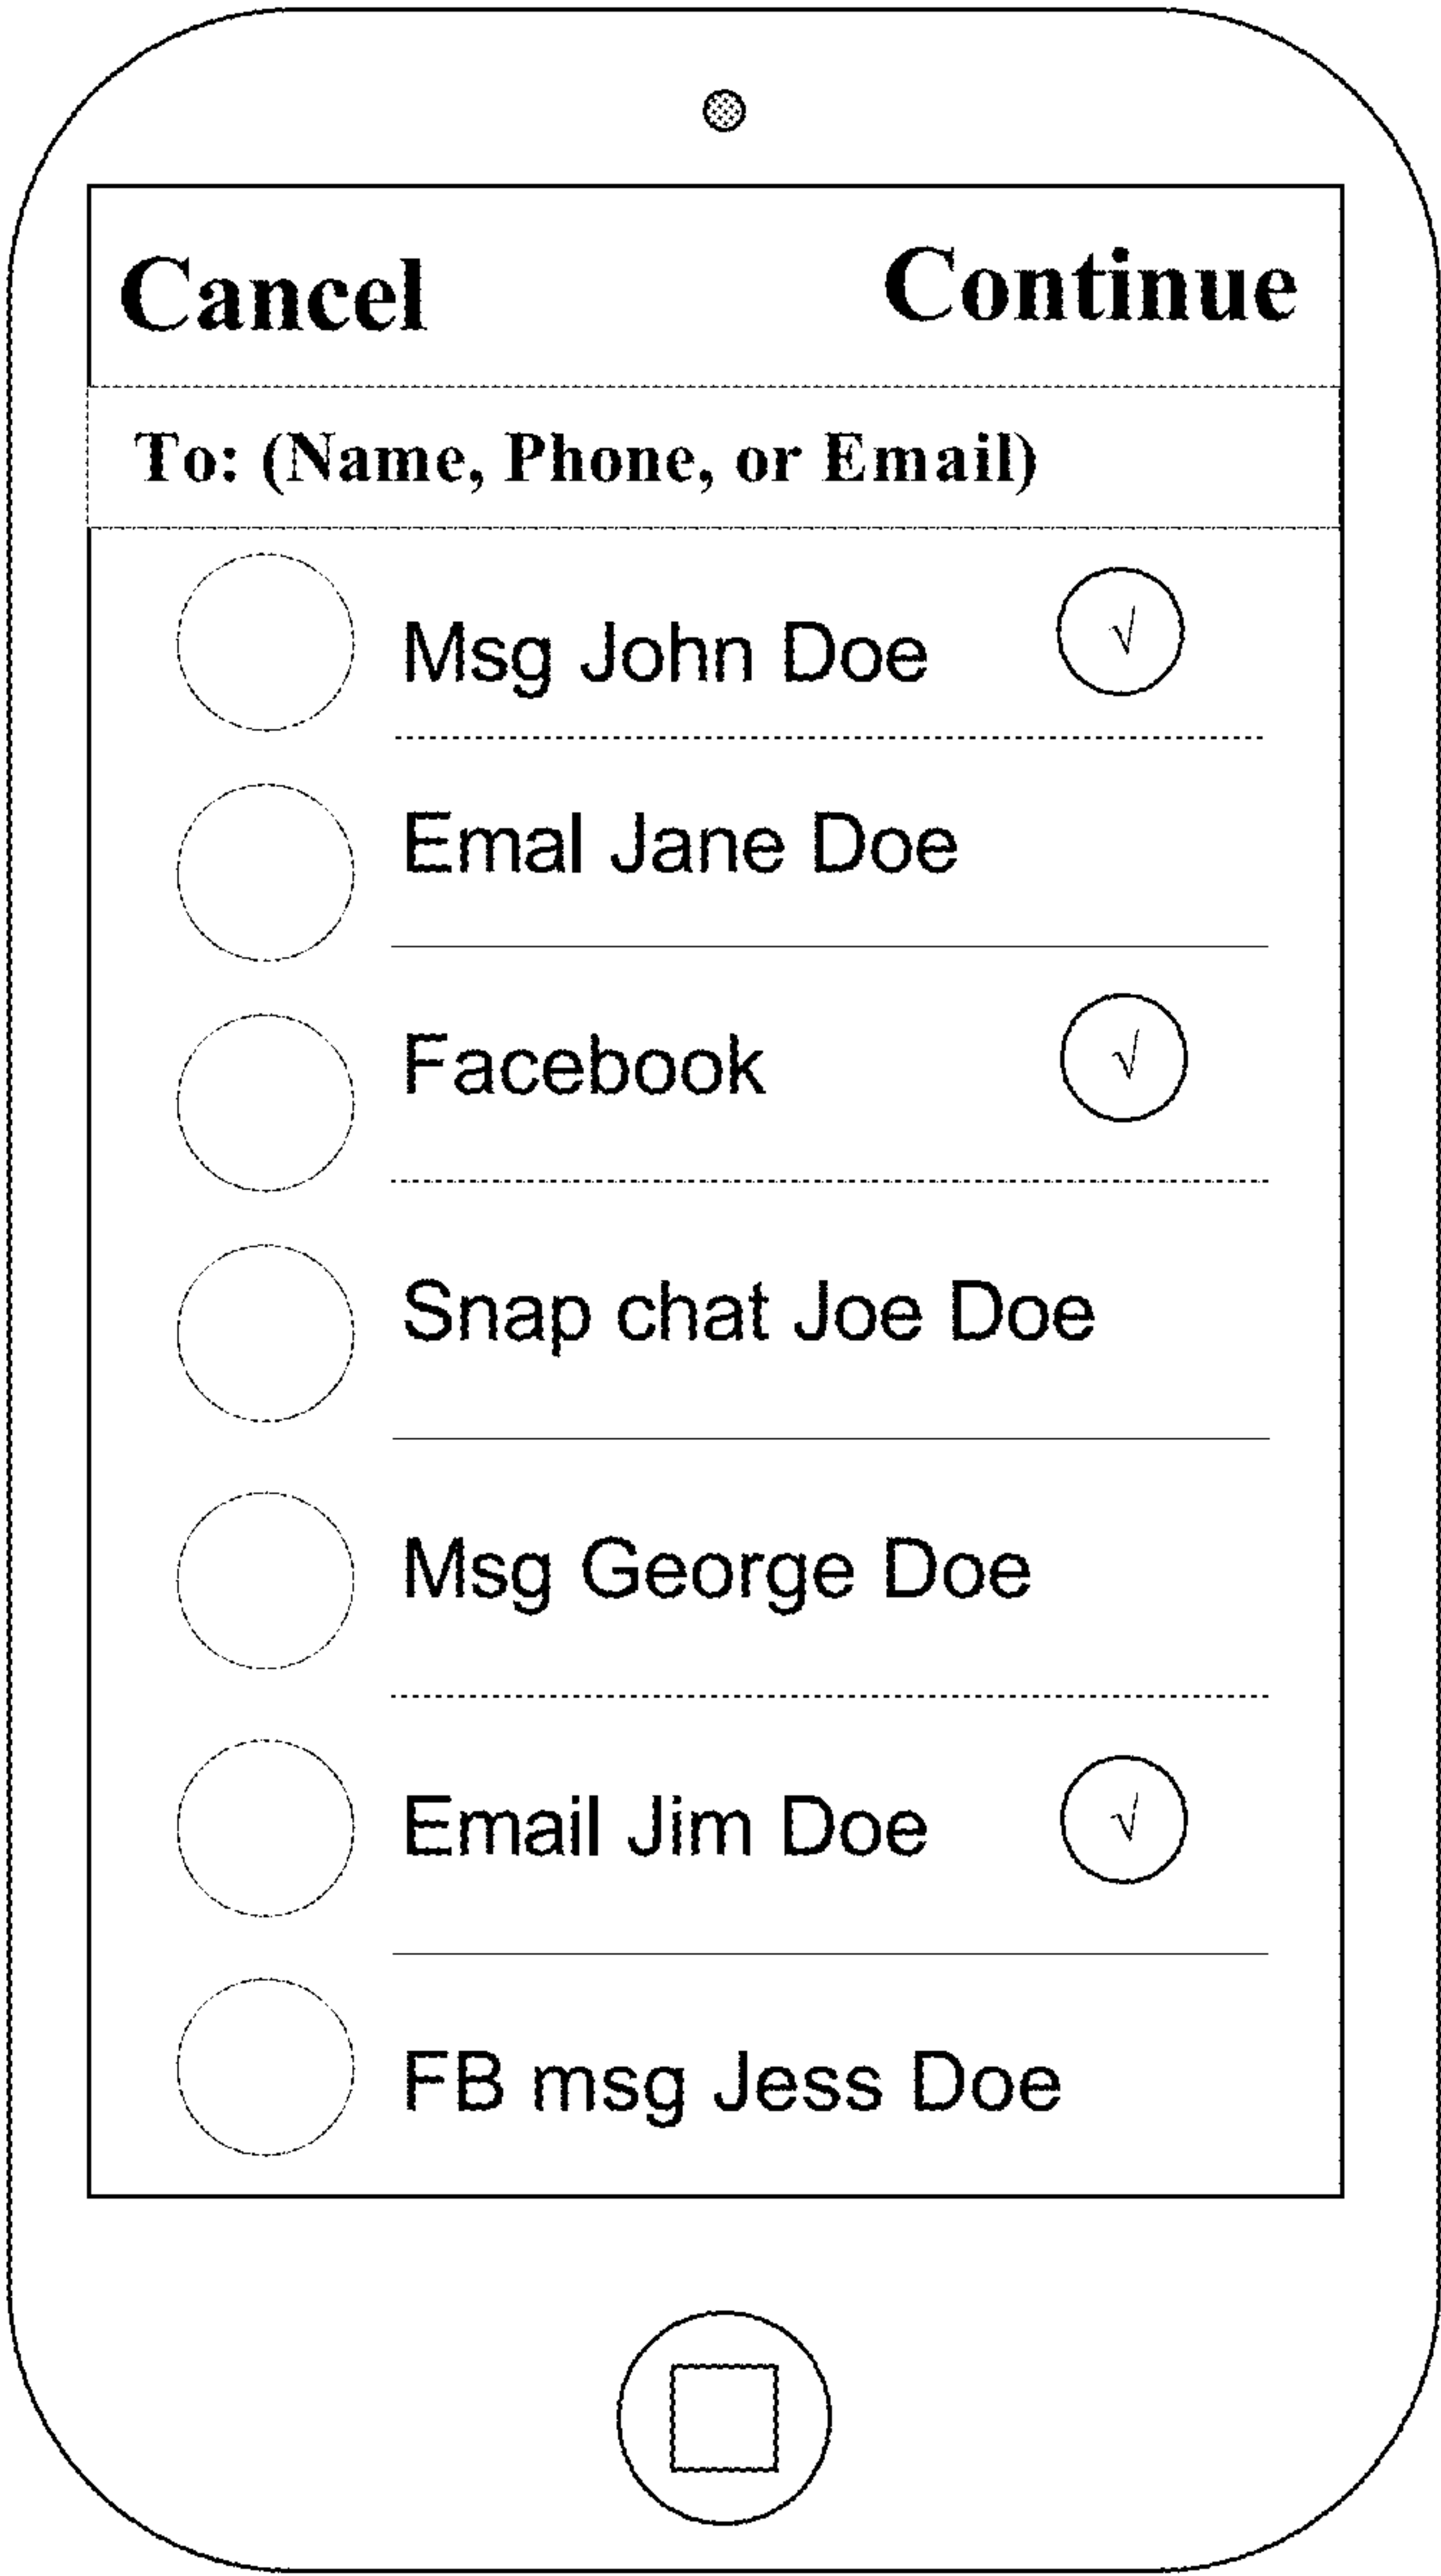 Cancel Continue
To: (Name, Phone, or Email)
Msg John Doe √
Emal Jane Doe
Facebook √
Snap chat Joe Doe
Msg George Doe
Email Jim Doe √
FB msg Jess Doe